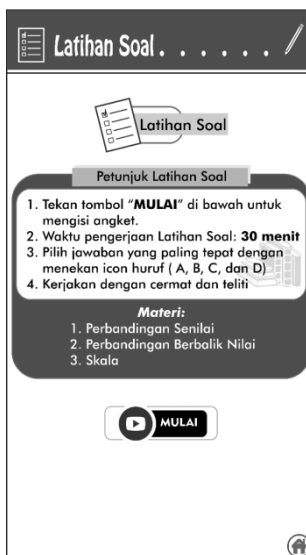 Latihan Soal . . . . . .
Latihan Soal
Petunjuk Latihan Soal
1. Tekan tombol “MULAI” di bawah untuk
mengisi angket.
2. Waktu pengerjaan Latihan Soal: 30 menit
3. Pilih jawaban yang paling tepat dengan
menekan icon huruf ( A, B, C, dan D)
4. Kerjakan dengan cermat dan teliti
Materi:
1. Perbandingan Senilai
2. Perbandingan Berbalik Nilai
3. Skala
MULAI